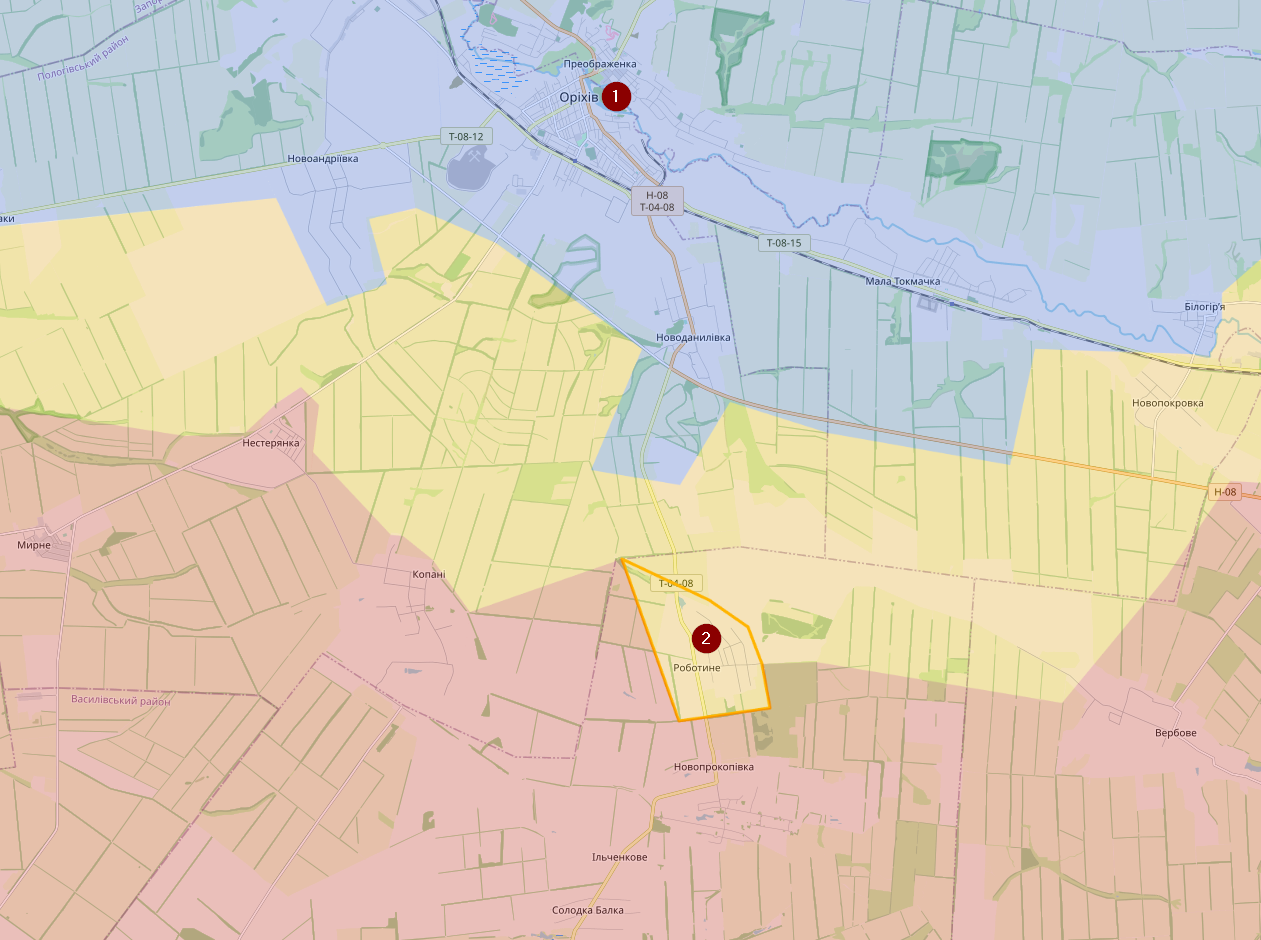 Запор
Пологівський район
Преображенка
Оріхів
1
Т-08-12
Новоандріївка
Н-08
Т-04-08
ки
Т-08-15
Мала Токмачка
Білогір'я
Новоданилівка
Новопокровка
Нестерянка
Н-08
Мирне
Копані
Т-04-08
2
Роботине
Василівський район
Вербове
Новопрокопівка
Ільченкове
Солодка Балка